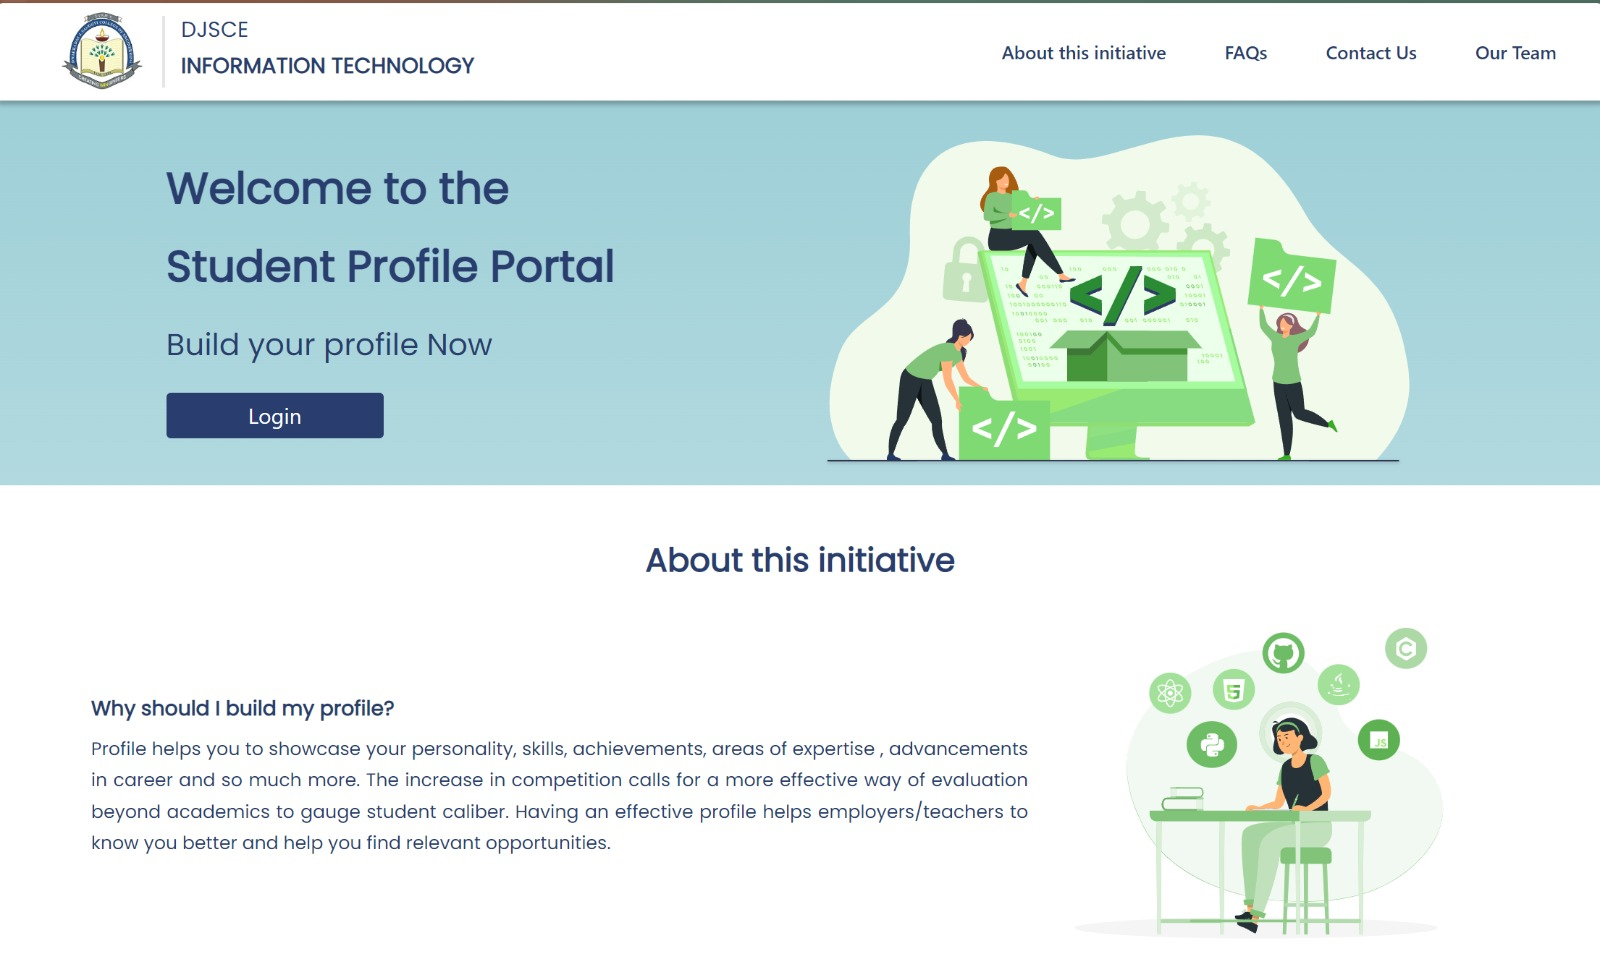 DJSCE
INFORMATION TECHNOLOGY
About this initiative
FAQs
Contact Us
Our Team
Welcome to the
Student Profile Portal
Build your profile Now
Login
</>
</>
</>
</>
About this initiative
Why should I build my profile?
Profile helps you to showcase your personality, skills, achievements, areas of expertise , advancements
in career and so much more. The increase in competition calls for a more effective way of evaluation
beyond academics to gauge student caliber. Having an effective profile helps employers/teachers to
know you better and help you find relevant opportunities.
C
5
JS